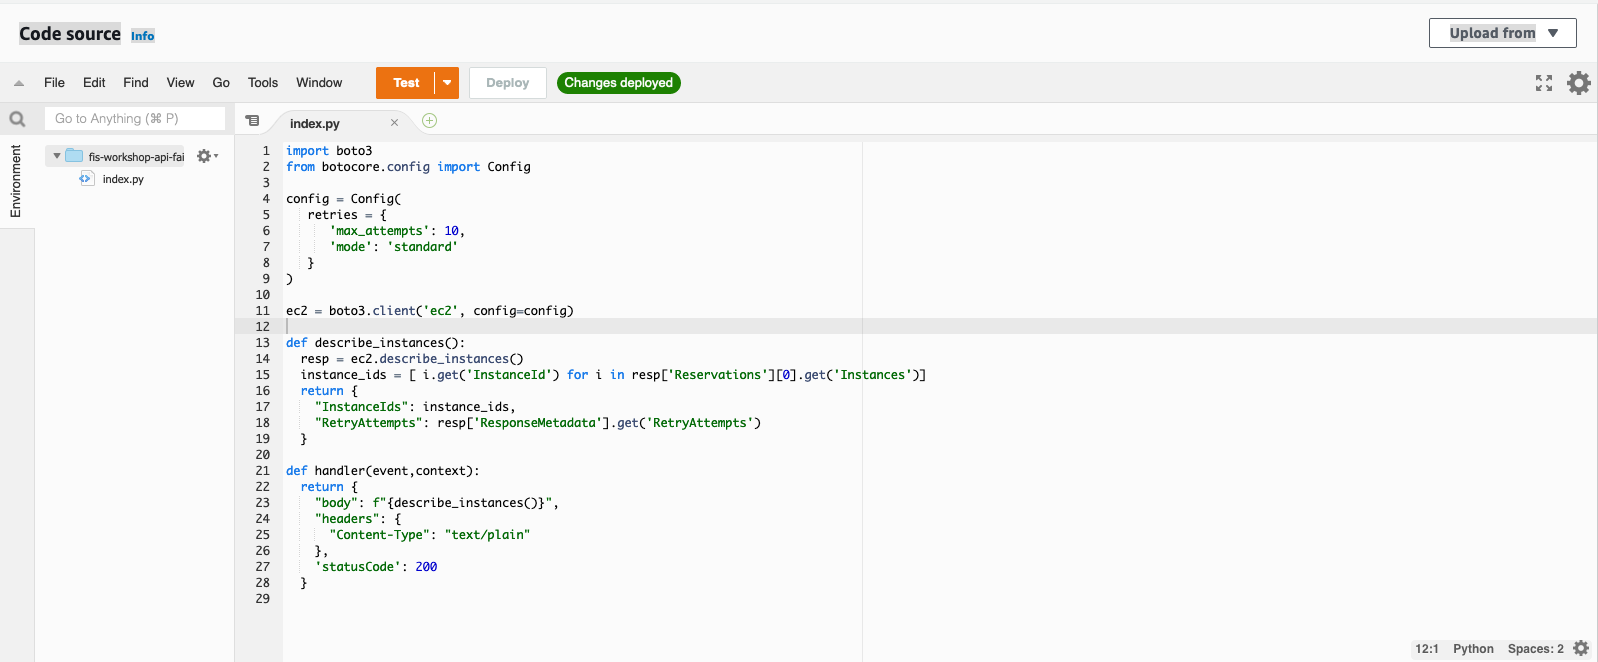 Code source Info
Upload from
File Edit Find View Go Tools Window Test Deploy Changes deployed
Go to Anything (⌘ P)
index.py
Environment
fis-workshop-api-fai
index.py
1 import boto3
2 from botocore.config import Config
3
4 config = Config(
5 retries = {
6 'max_attempts': 10,
7 'mode': 'standard'
8 }
9 )
10
11 ec2 = boto3.client('ec2', config=config)
12
13 def describe_instances():
14 resp = ec2.describe_instances()
15 instance_ids = [ i.get('InstanceId') for i in resp['Reservations'][0].get('Instances')]
16 return {
17 "InstanceIds": instance_ids,
18 "RetryAttempts": resp['ResponseMetadata'].get('RetryAttempts')
19 }
20
21 def handler(event,context):
22 return {
23 "body": f"{describe_instances()}",
24 "headers": {
25 "Content-Type": "text/plain"
26 },
27 'statusCode': 200
28 }
29
12:1 Python Spaces: 2